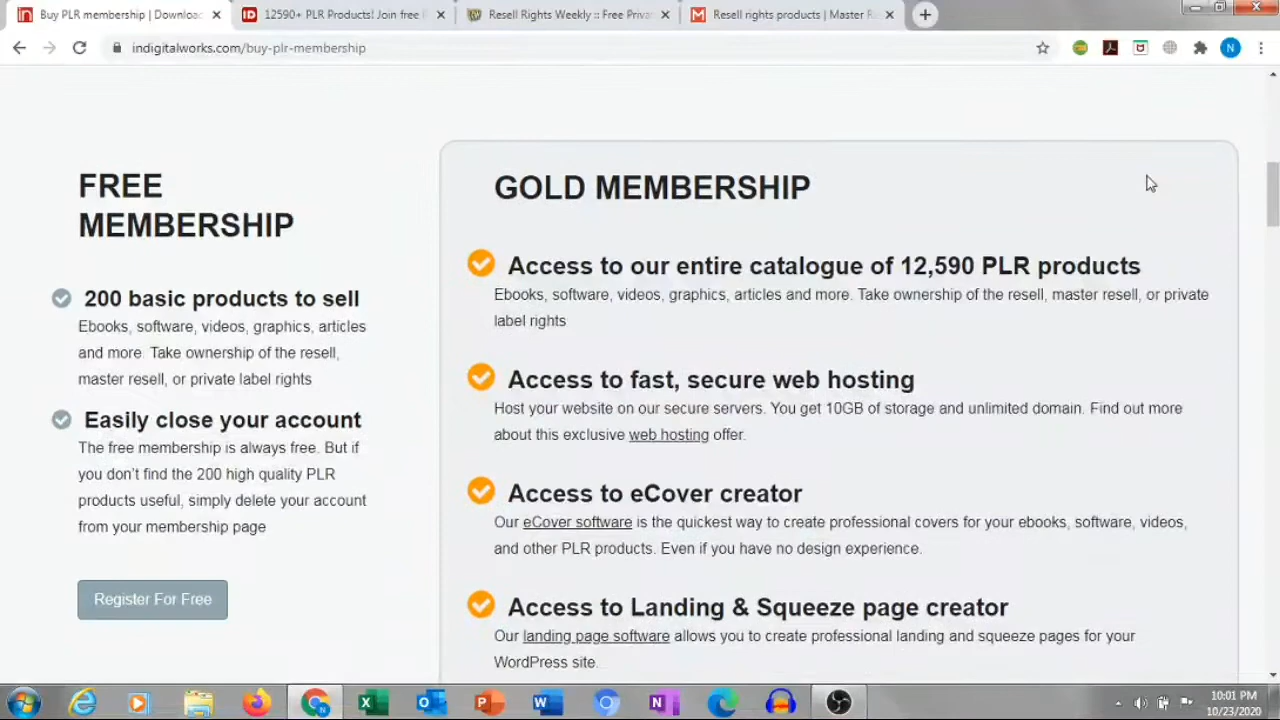 Buy PLR membership | Downloac
12590+ PLR Products! Join free
Resell Rights Weekly :: Free Priva
Resell rights products | Master R
indigitalworks.com/buy-plr-membership
N
FREE
MEMBERSHIP
200 basic products to sell
Ebooks, software, videos, graphics, articles
and more. Take ownership of the resell,
master resell, or private label rights
Easily close your account
The free membership is always free. But if
you don't find the 200 high quality PLR
products useful, simply delete your account
from your membership page
Register For Free
GOLD MEMBERSHIP
Access to our entire catalogue of 12,590 PLR products
Ebooks, software, videos, graphics, articles and more. Take ownership of the resell, master resell, or private
label rights
Access to fast, secure web hosting
Host your website on our secure servers. You get 10GB of storage and unlimited domain. Find out more
about this exclusive web hosting offer.
Access to eCover creator
Our eCover software is the quickest way to create professional covers for your ebooks, software, videos,
and other PLR products. Even if you have no design experience.
Access to Landing & Squeeze page creator
Our landing page software allows you to create professional landing and squeeze pages for your
WordPress site.
10:01 PM
10/23/2020